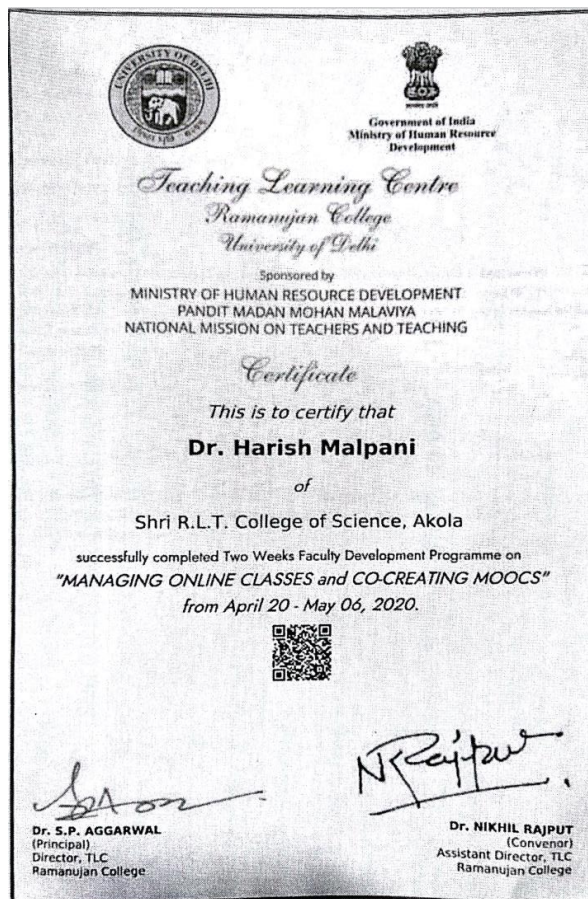 UNIVERSITY OF DELHI
Government of India
Ministry of Human Resource
Development
Teaching Learning Centre
Ramanujan College
University of Delhi
Sponsored by
MINISTRY OF HUMAN RESOURCE DEVELOPMENT
PANDIT MADAN MOHAN MALAVIYA
NATIONAL MISSION ON TEACHERS AND TEACHING
Certificate
This is to certify that
Dr. Harish Malpani
of
Shri R.L.T. College of Science, Akola
successfully completed Two Weeks Faculty Development Programme on
"MANAGING ONLINE CLASSES and CO-CREATING MOOCS"
from April 20 - May 06, 2020.
NRajput
Dr. S.P. AGGARWAL
(Principal)
Director, TLC
Ramanujan College
Dr. NIKHIL RAJPUT
(Convenor)
Assistant Director, TLC
Ramanujan College